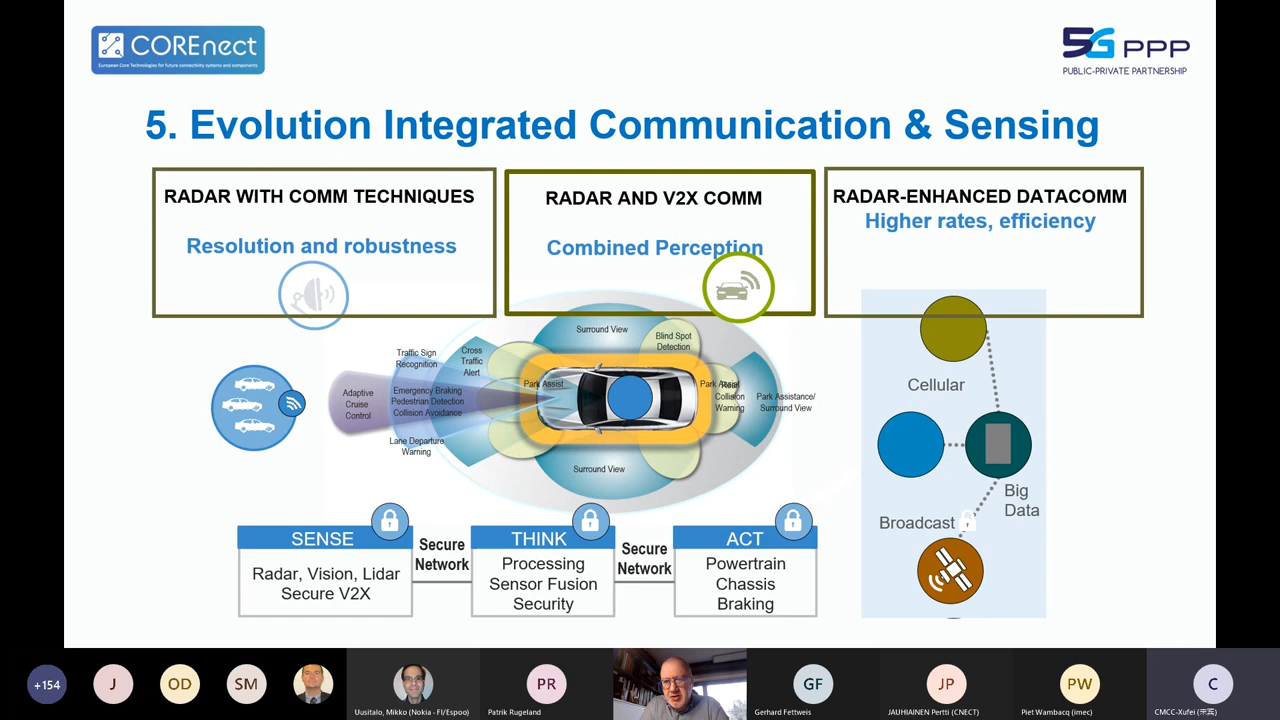 COREnect
European Core Technologies for future connectivity systems and components
5G PPP
PUBLIC-PRIVATE PARTNERSHIP
5. Evolution Integrated Communication & Sensing
RADAR WITH COMM TECHNIQUES
Resolution and robustness
RADAR AND V2X COMM
Combined Perception
RADAR-ENHANCED DATACOMM
Higher rates, efficiency
Surround View
Blind Spot
Detection
Traffic Sign
Recognition
Cross
Traffic
Alert
Park Assist
Adaptive
Cruise
Control
Emergency Braking
Pedestrian Detection
Collision Avoidance
Park Assist
Collision
Warning
Park Assistance/
Surround View
Lane Departure
Warning
Surround View
Cellular
Big
Data
Broadcast
SENSE
Radar, Vision, Lidar
Secure V2X
Secure
Network
THINK
Processing
Sensor Fusion
Security
Secure
Network
ACT
Powertrain
Chassis
Braking
+154
J
OD
SM
Uusitalo, Mikko (Nokia - FI/Espoo)
PR
Patrik Rugeland
GF
Gerhard Fettweis
JP
JAUHIAINEN Pertti (CNECT)
PW
Piet Wambacq (imec)
C